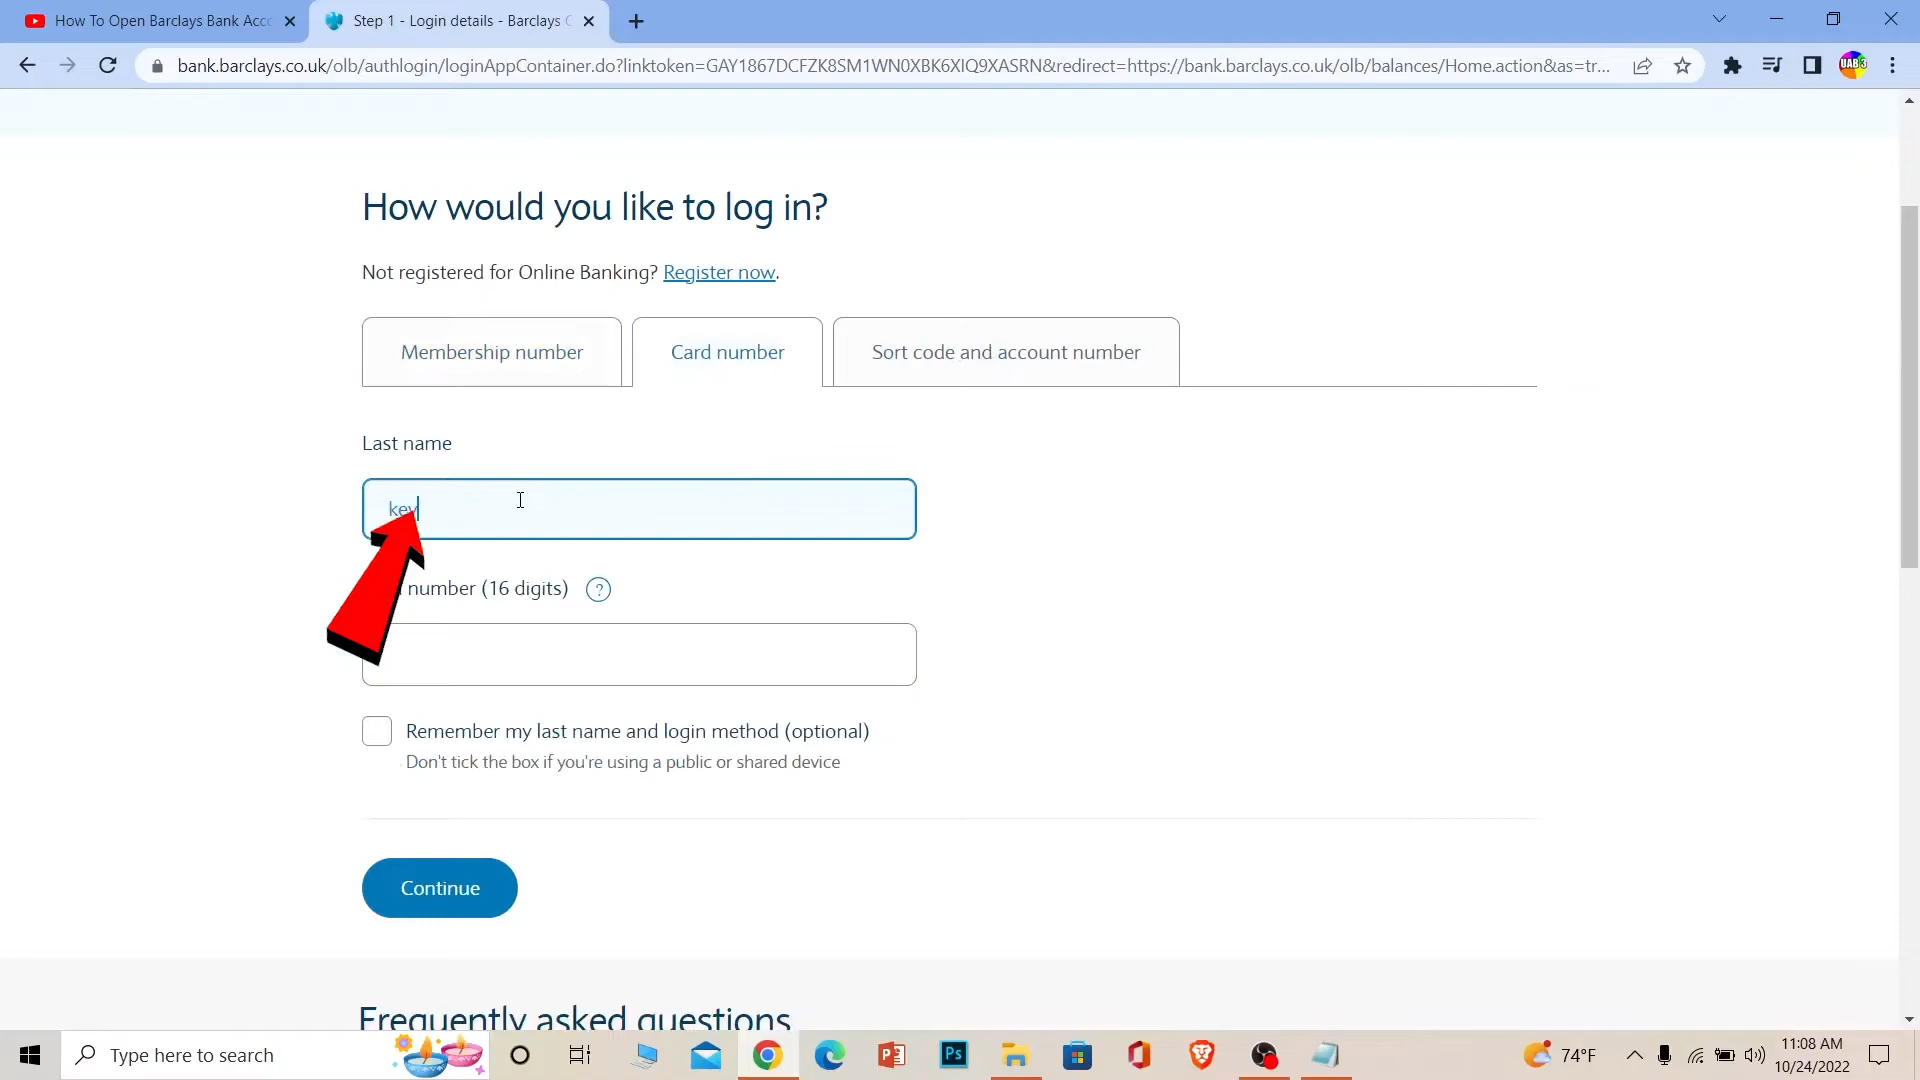 How To Open Barclays Bank Acc
Step 1 - Login details - Barclays
bank.barclays.co.uk/olb/authlogin/loginAppContainer.do?linktoken=GAY1867DCFZK8SM1WN0XBK6XIQ9XASRN&redirect=https://bank.barclays.co.uk/olb/balances/Home.action&as=tr...
UAB 3
How would you like to log in?
Not registered for Online Banking? Register now.
Membership number
Card number
Sort code and account number
Last name
key
number (16 digits) ?
Remember my last name and login method (optional)
Don't tick the box if you're using a public or shared device
Continue
Frequently asked questions
Type here to search
Ps
74°F
11:08 AM
10/24/2022